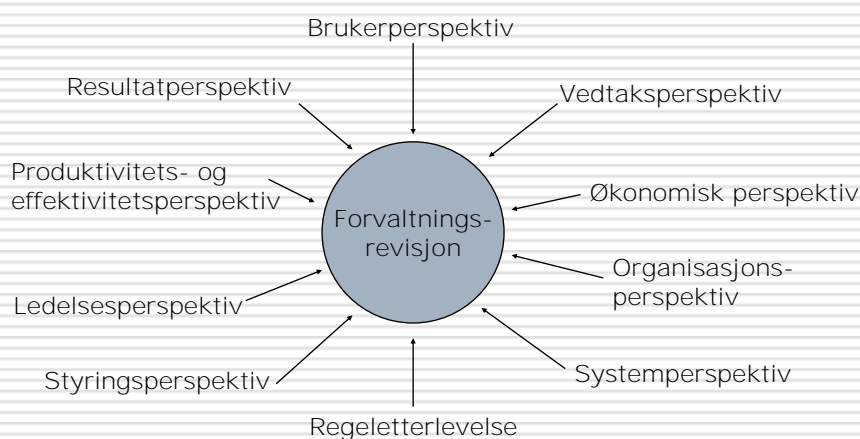 Brukerperspektiv
Resultatperspektiv
Vedtaksperspektiv
Produktivitets- og
effektivitetsperspektiv
Økonomisk perspektiv
Forvaltnings-
revisjon
Organisasjons-
perspektiv
Ledelsesperspektiv
Styringsperspektiv
Systemperspektiv
Regeletterlevelse